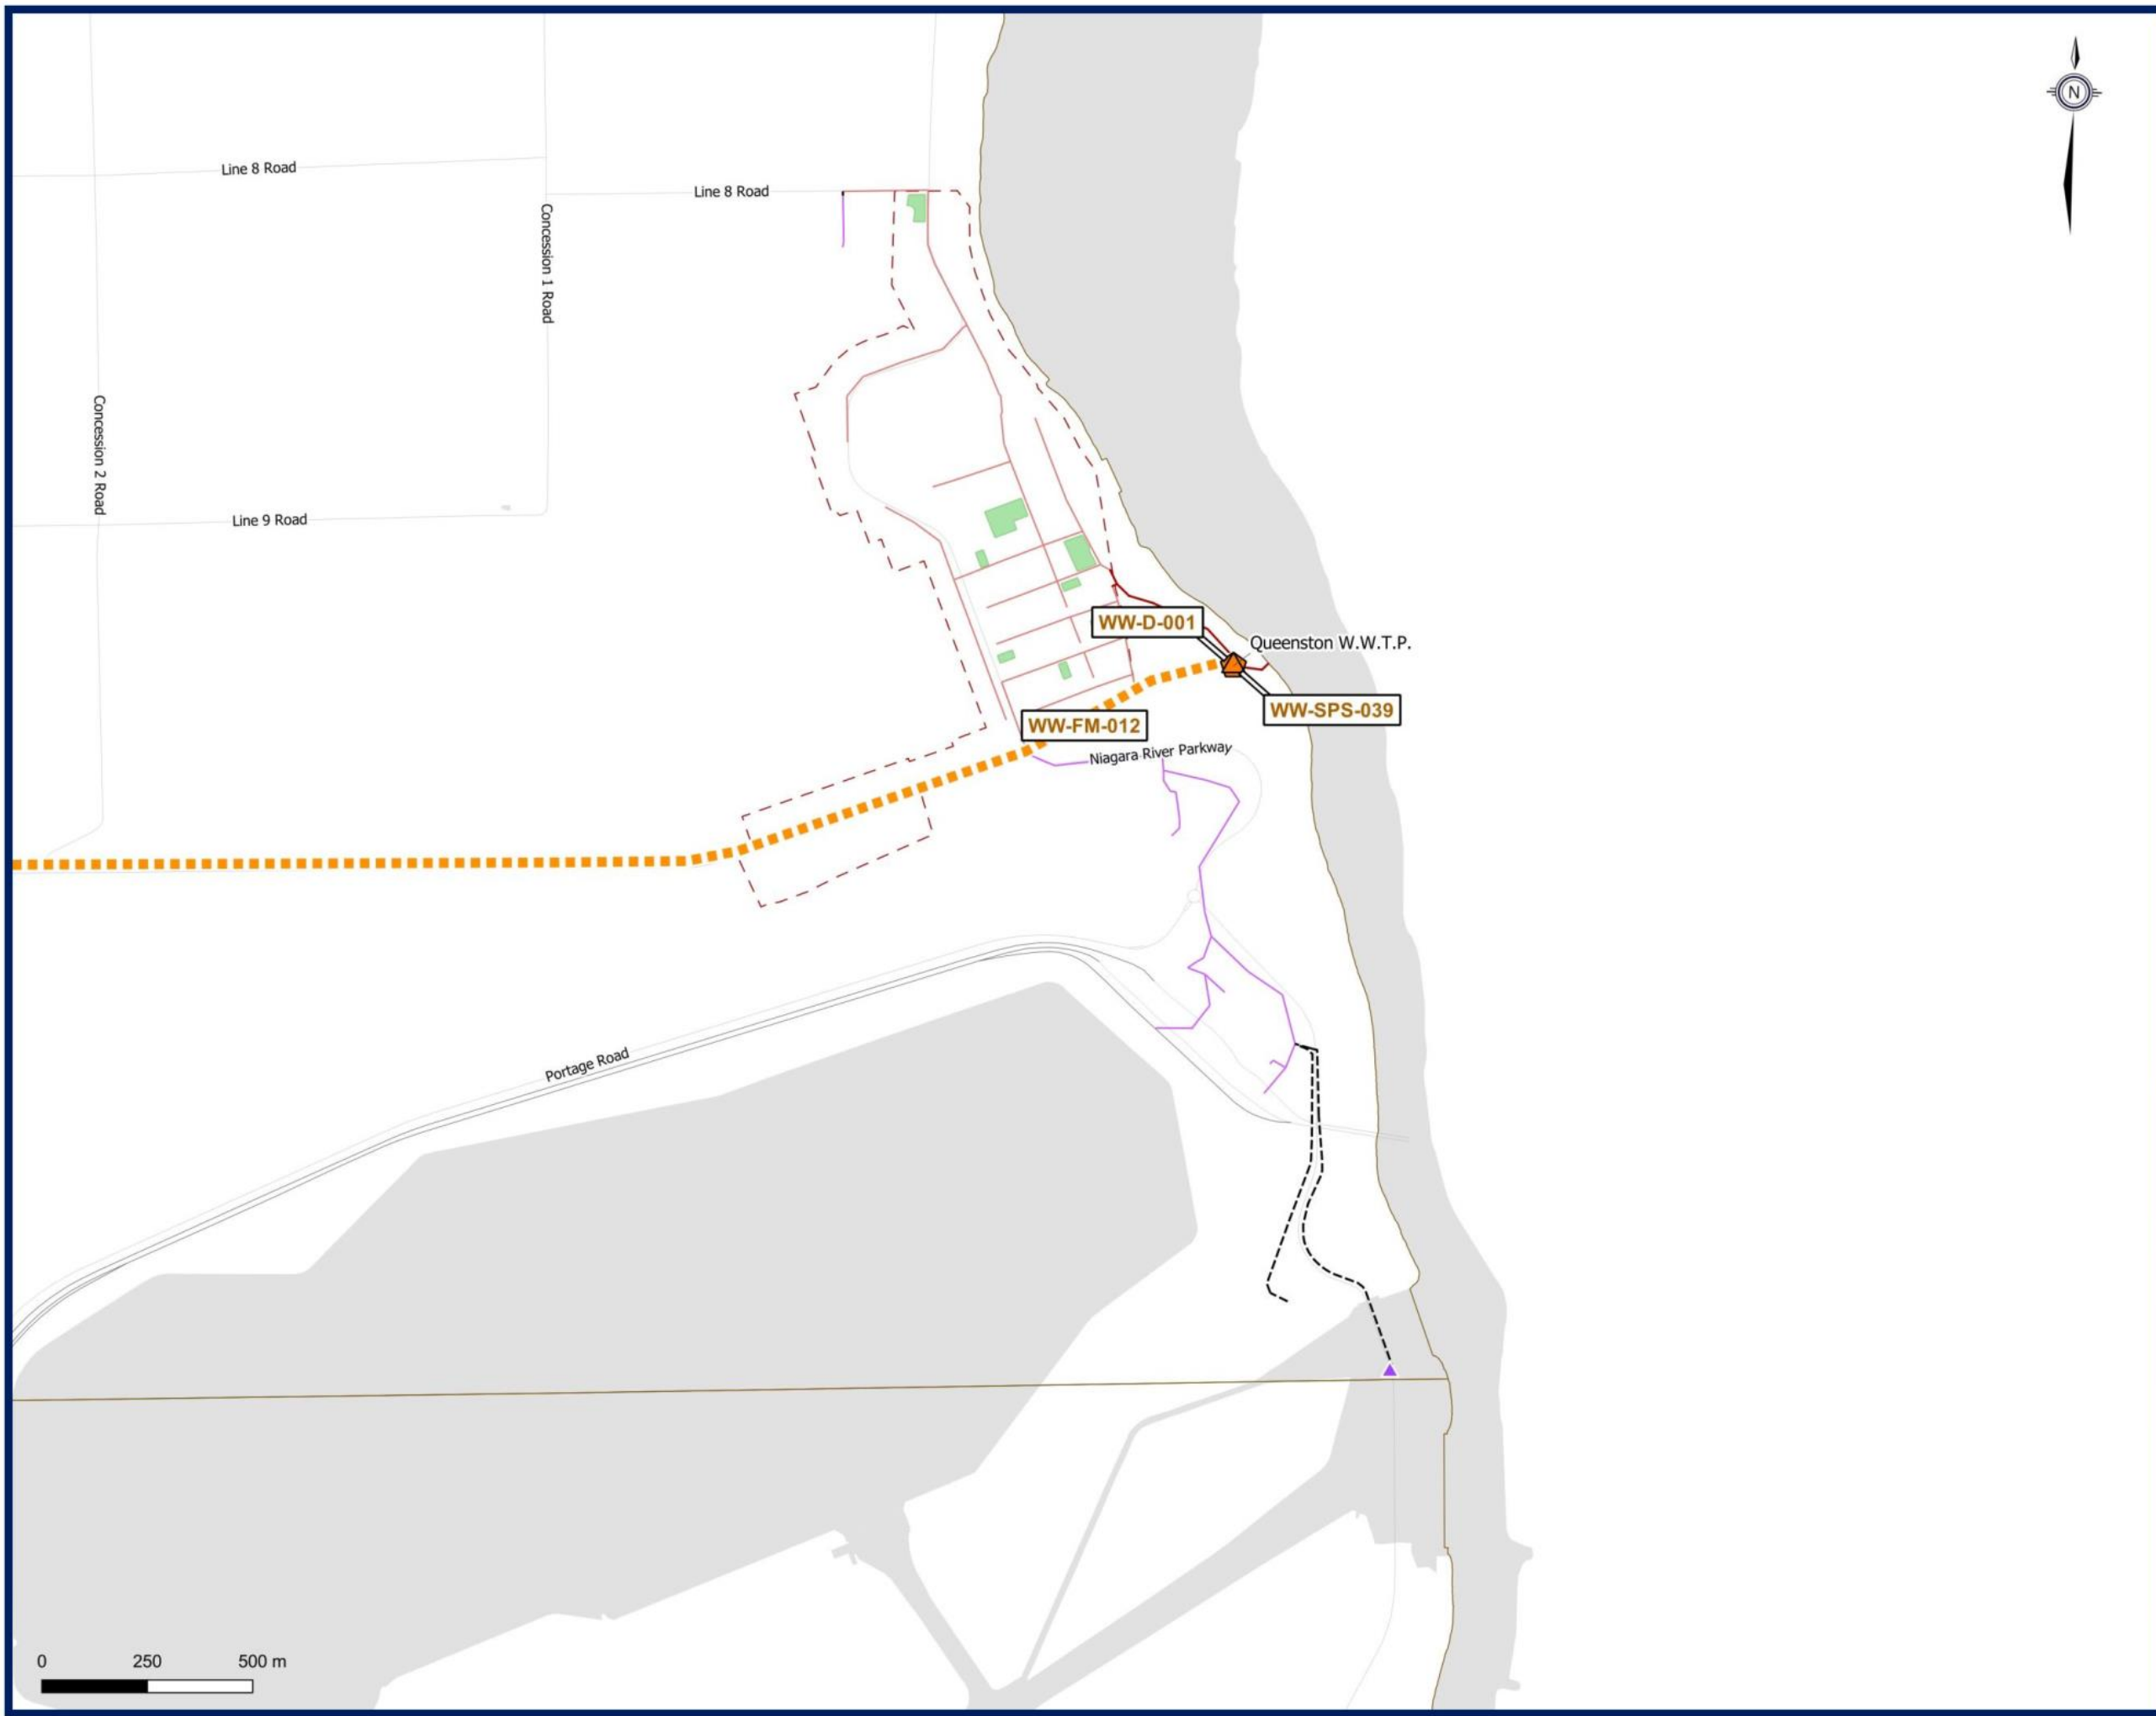 N
Line 8 Road
Line 8 Road
Concession 1 Road
Concession 2 Road
Line 9 Road
WW-D-001
Queenston W.W.T.P.
WW-SPS-039
WW-FM-012
Niagara River Parkway
Portage Road
0 250 500 m